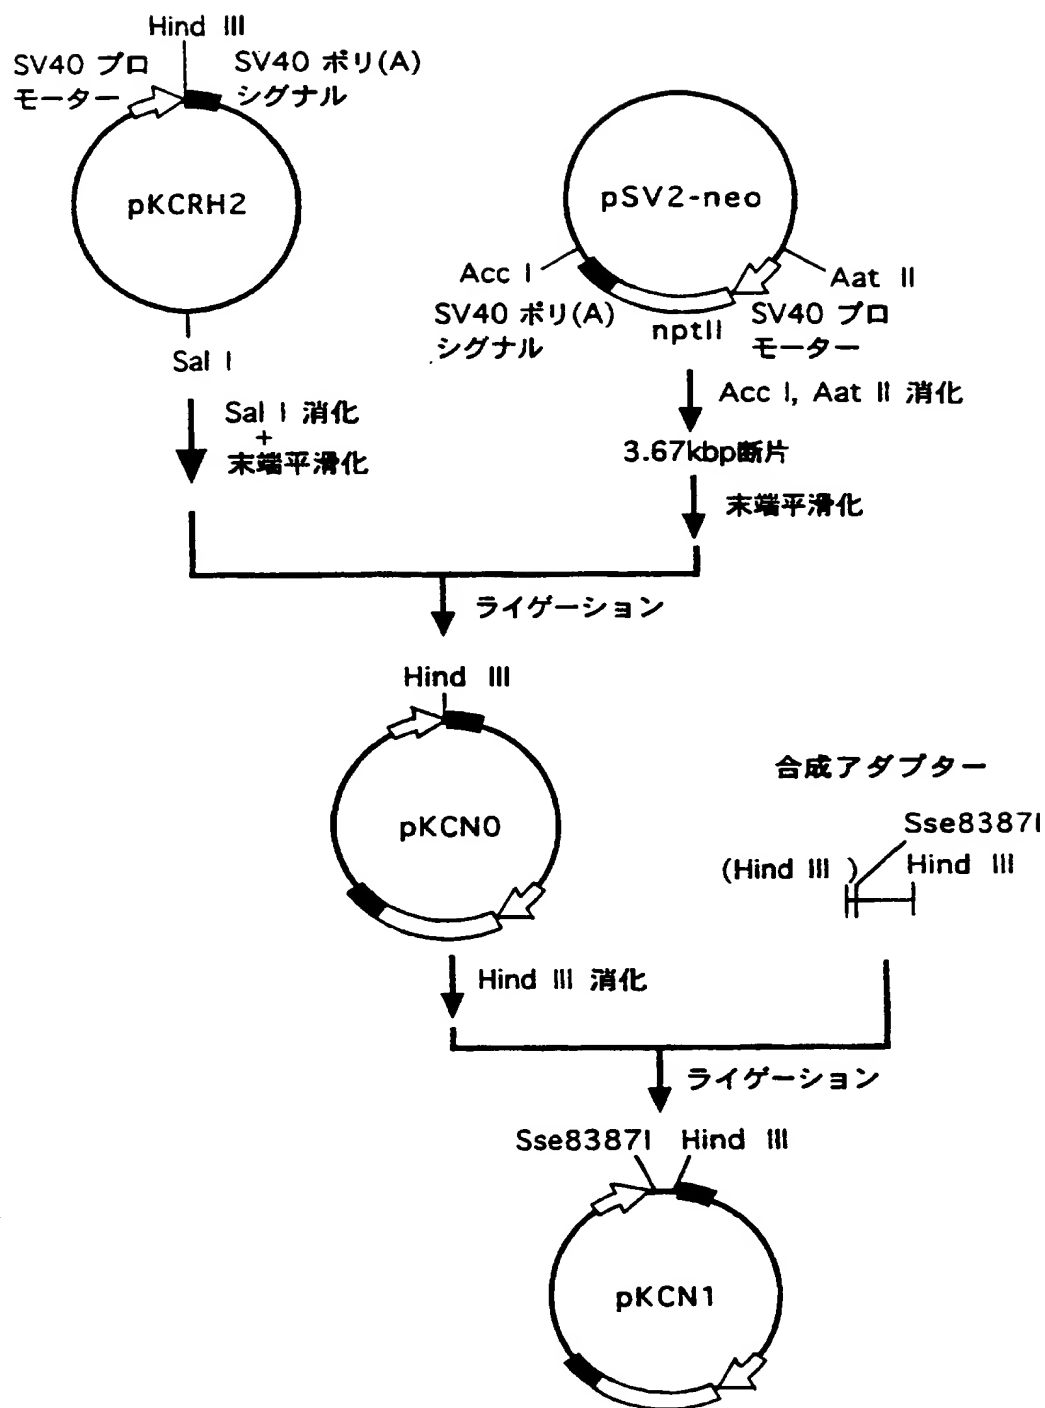 Hind III
SV40 プロ
モーター
SV40 ポリ(A)
シグナル
pKCRH2
Sal I
pSV2-neo
Acc I
Aat II
SV40 ポリ(A)
シグナル
nptII
SV40 プロ
モーター
Sal I 消化
+
末端平滑化
Acc I, Aat II 消化
3.67kbp断片
末端平滑化
ライゲーション
Hind III
pKCN0
合成アダプター
Sse8387I
(Hind III )
Hind III
Hind III 消化
ライゲーション
Sse8387I Hind III
pKCN1